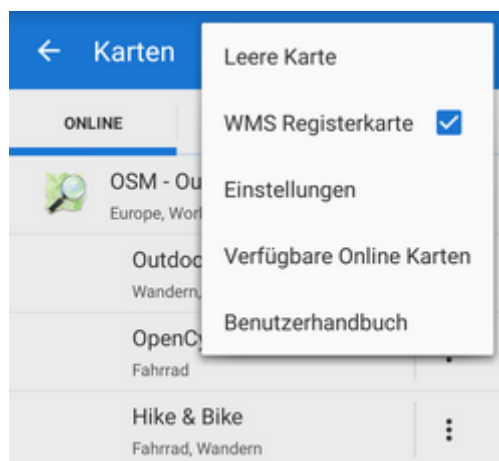 Karten
Leere Karte
ONLINE
WMS Registerkarte
OSM - Ou
Europe, Worl
Einstellungen
Outdoo
Wandern,
Verfügbare Online Karten
OpenCy
Fahrrad
Benutzerhandbuch
Hike & Bike
Fahrrad, Wandern